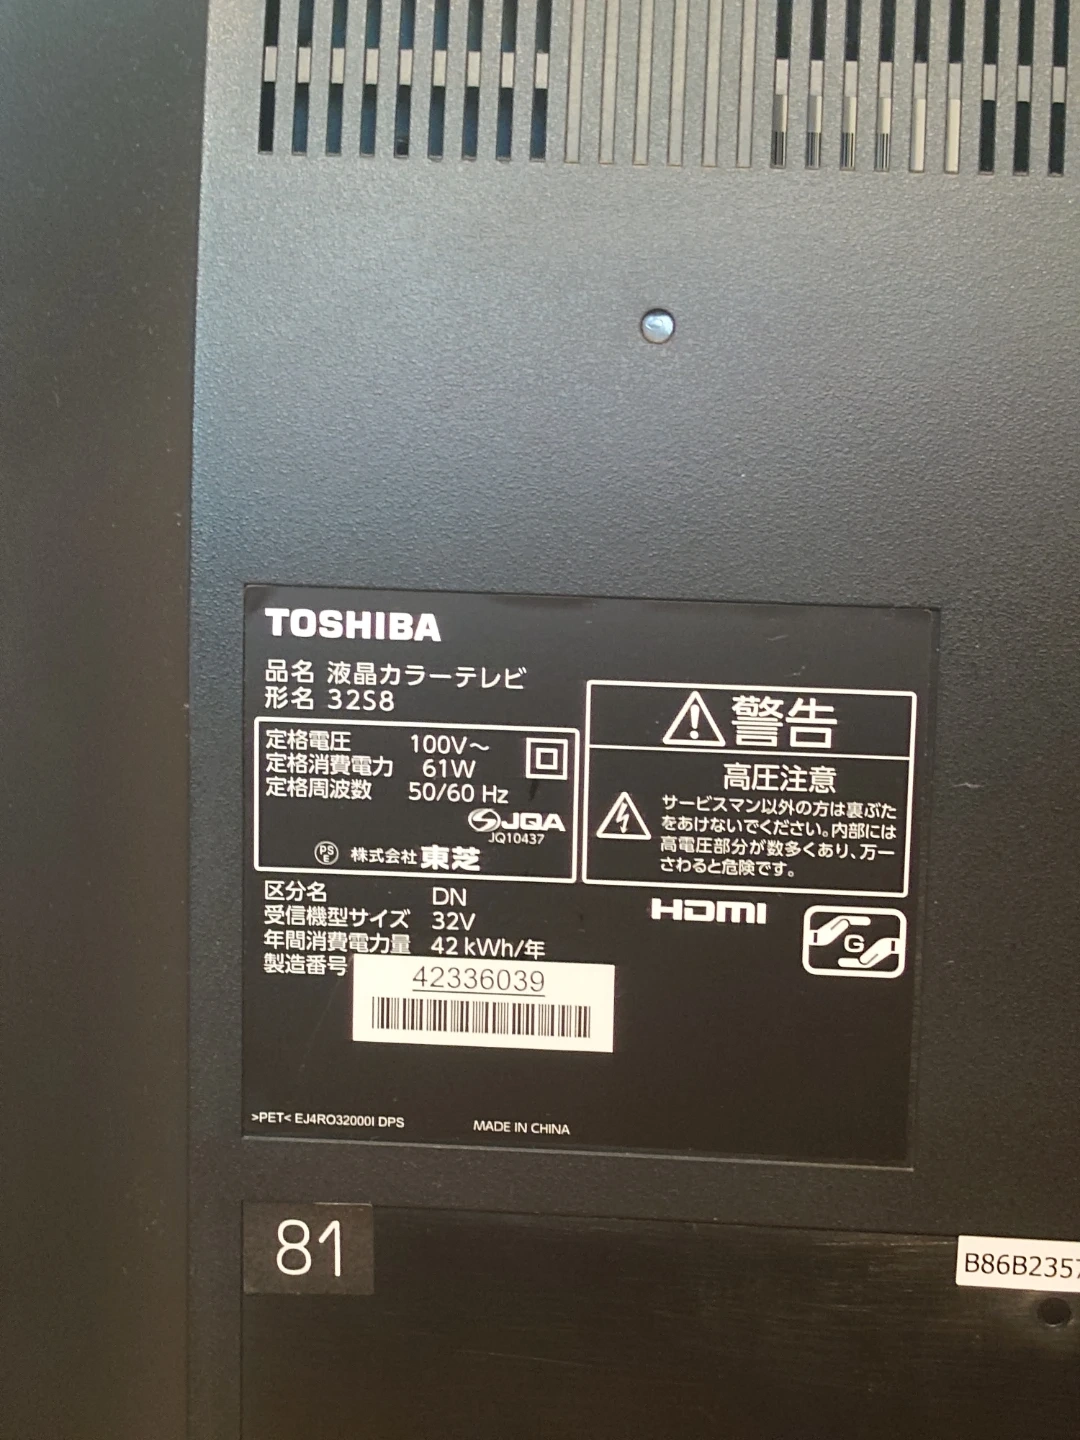 TOSHIBA
品名 液晶カラーテレビ
形名 32S8
定格電圧 100V～
定格消費電力 61W
定格周波数 50/60 Hz
JQA
JQ10437
PS
E
株式会社 東芝
警告
高圧注意
サービスマン以外の方は裏ぶた
をあけないでください。内部には
高電圧部分が数多くあり、万一
さわると危険です。
区分名 DN
受信機型サイズ 32V
年間消費電力量 42 kWh/年
製造番号
42336039
HDMI
G
>PET< EJ4RO32000I DPS
MADE IN CHINA
81
B86B2357